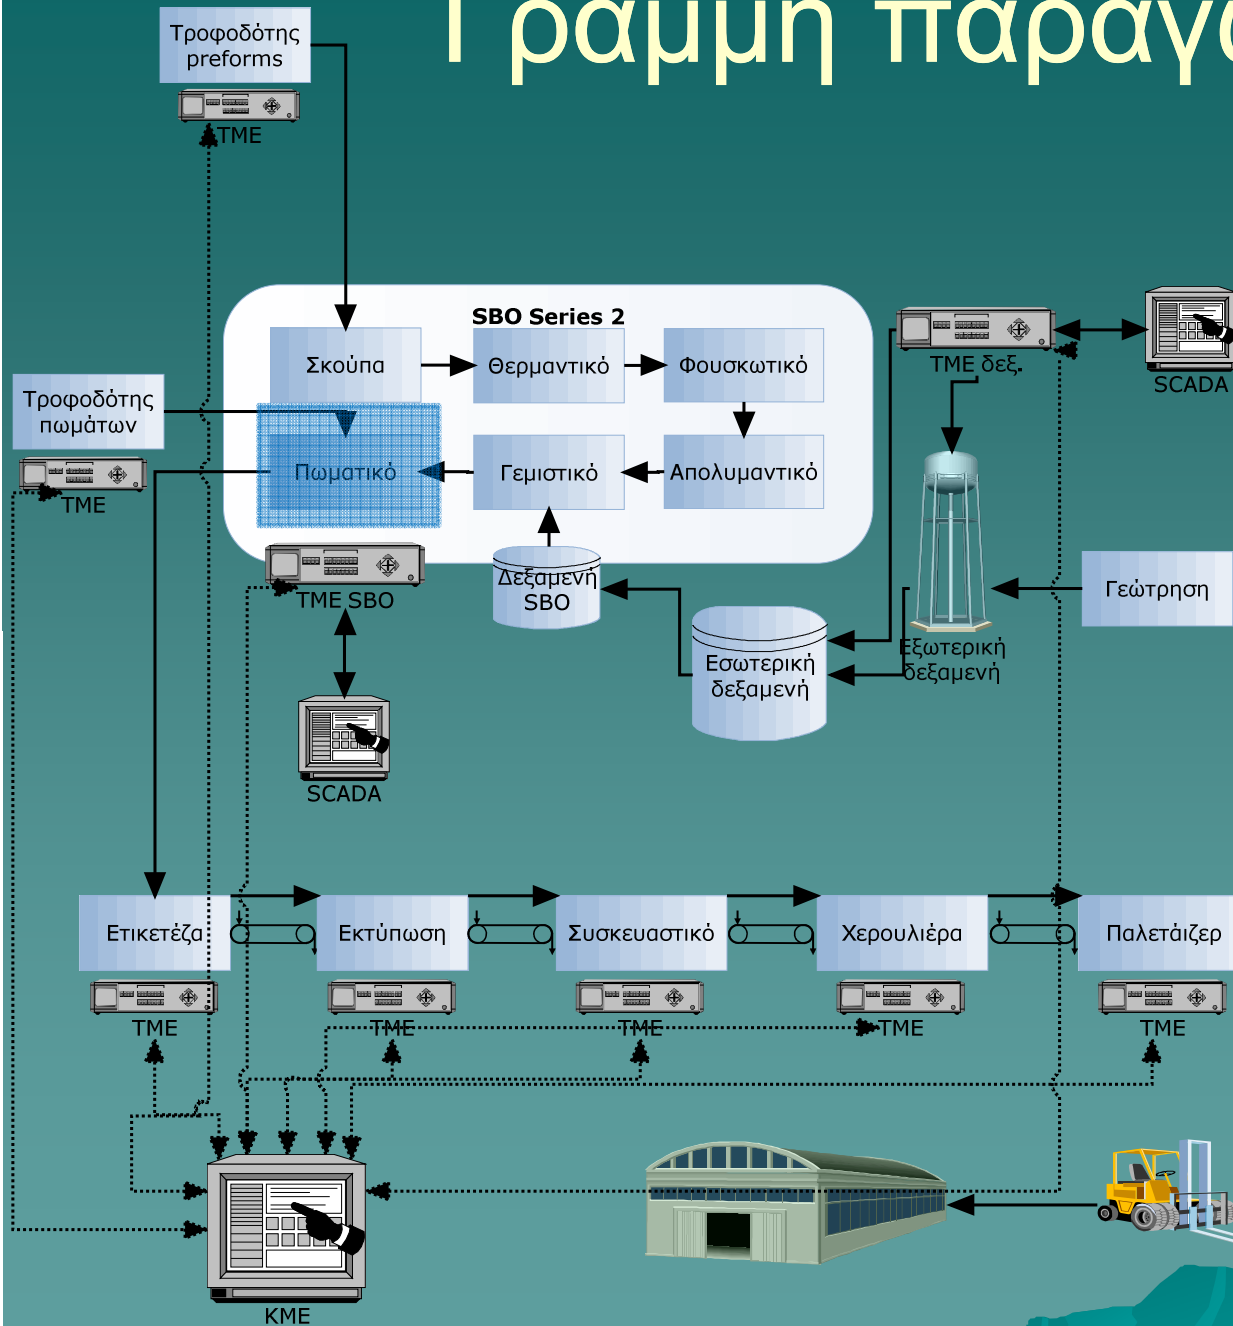 Γραμμή παραγω
Τροφοδότης
preforms
TME
SBO Series 2
Σκούπα
Θερμαντικό
Φουσκωτικό
TME δεξ.
SCADA
Τροφοδότης
πωμάτων
TME
Πωματικό
Γεμιστικό
Απολυμαντικό
TME SBO
Δεξαμενή
SBO
Γεώτρηση
Εσωτερική
δεξαμενή
Εξωτερική
δεξαμενή
SCADA
Ετικετέζα
Εκτύπωση
Συσκευαστικό
Χερουλιέρα
Παλετάιζερ
TME
TME
TME
TME
TME
KME